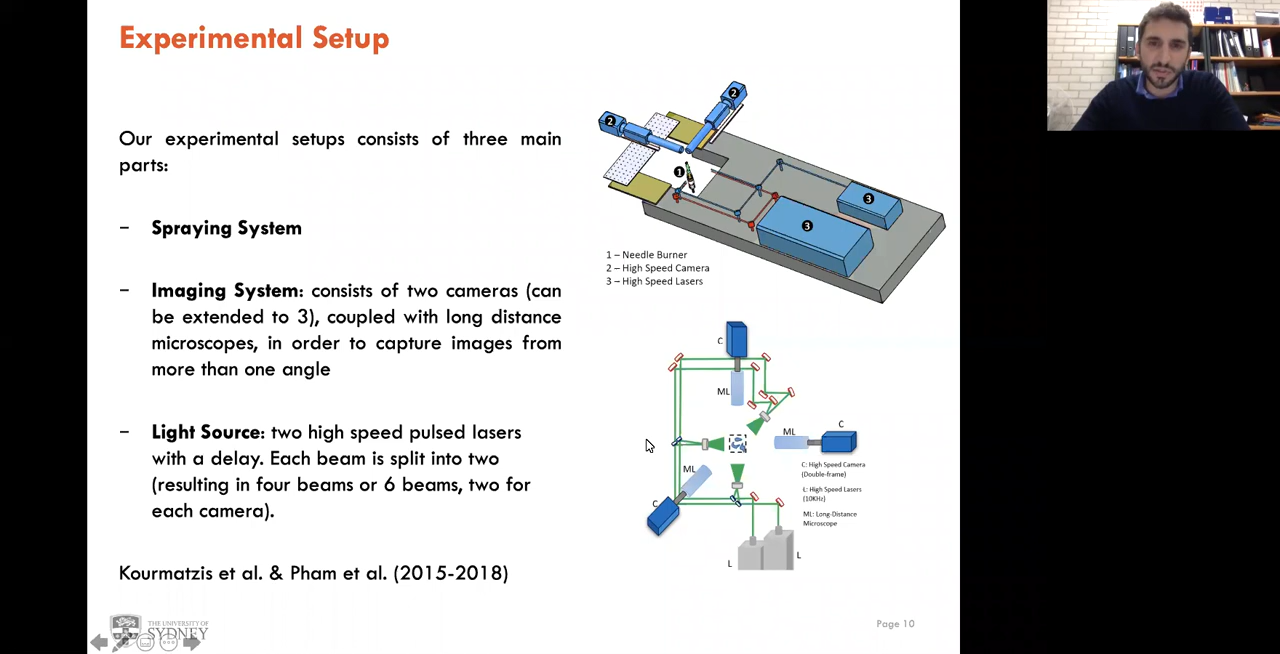 Experimental Setup
Our experimental setups consists of three main
parts:
− Spraying System
− Imaging System: consists of two cameras (can
be extended to 3), coupled with long distance
microscopes, in order to capture images from
more than one angle
− Light Source: two high speed pulsed lasers
with a delay. Each beam is split into two
(resulting in four beams or 6 beams, two for
each camera).
Kourmatzis et al. & Pham et al. (2015-2018)
2
2
1
3
3
1 – Needle Burner
2 – High Speed Camera
3 – High Speed Lasers
C
ML
C
ML
ML
C
C: High Speed Camera
(Double-frame)
L: High Speed Lasers
(10KHz)
ML: Long-Distance
Microscope
L
L
THE UNIVERSITY OF
SYDNEY
Page 10